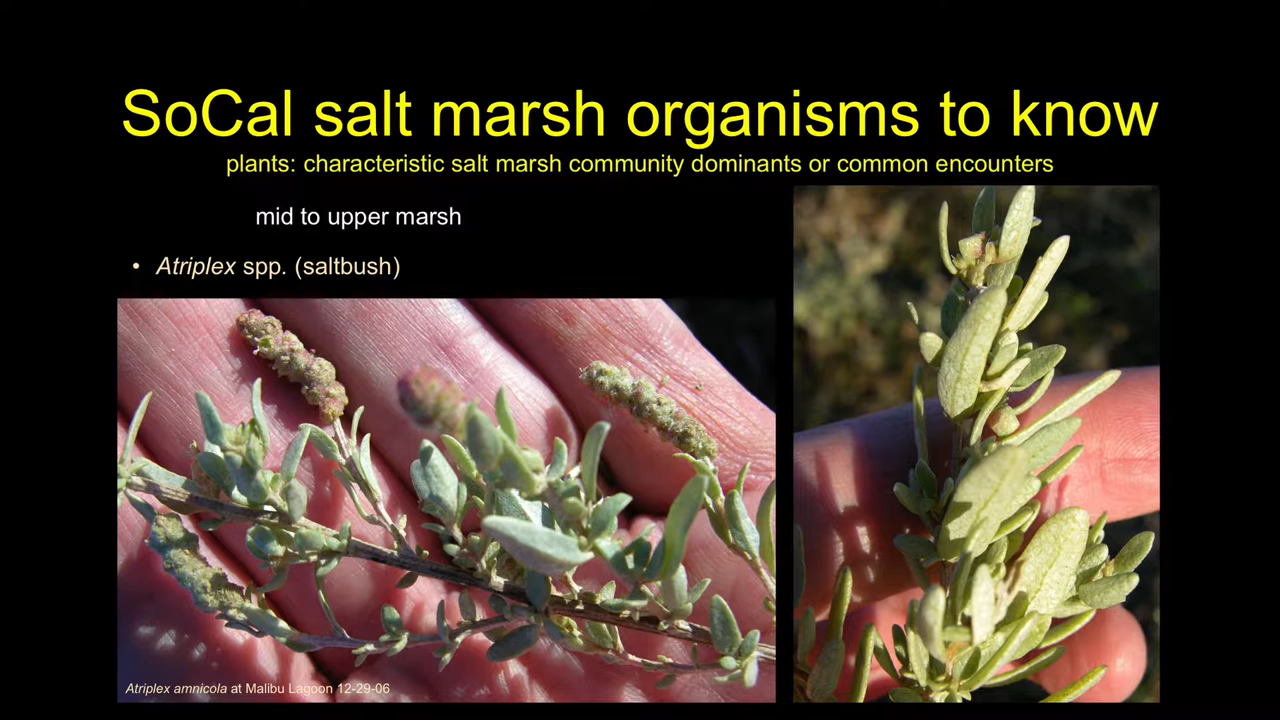 SoCal salt marsh organisms to know
plants: characteristic salt marsh community dominants or common encounters
mid to upper marsh
• Atriplex spp. (saltbush)
Atriplex amnicola at Malibu Lagoon 12-29-06